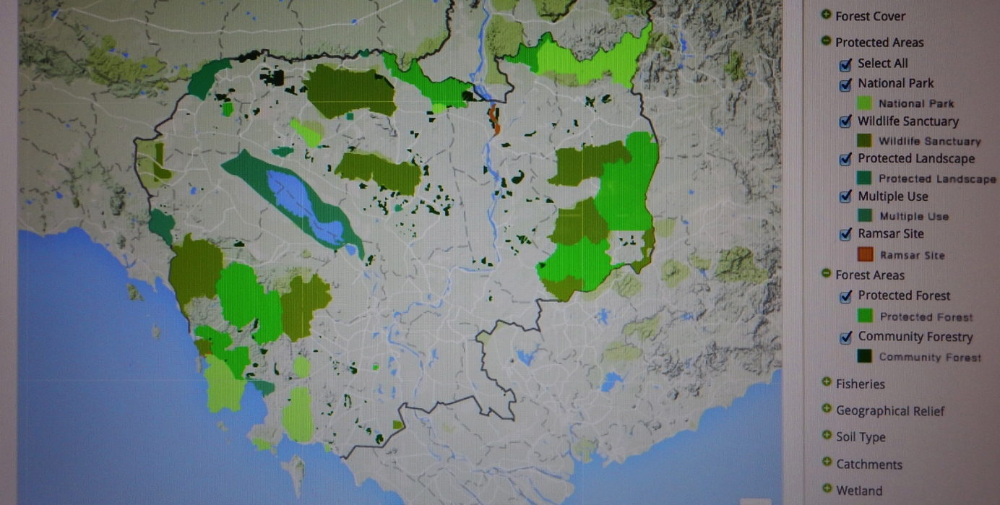 Forest Cover
Protected Areas
Select All
National Park
National Park
Wildlife Sanctuary
Wildlife Sanctuary
Protected Landscape
Protected Landscape
Multiple Use
Multiple Use
Ramsar Site
Ramsar Site
Forest Areas
Protected Forest
Protected Forest
Community Forestry
Community Forest
Fisheries
Geographical Relief
Soil Type
Catchments
Wetland